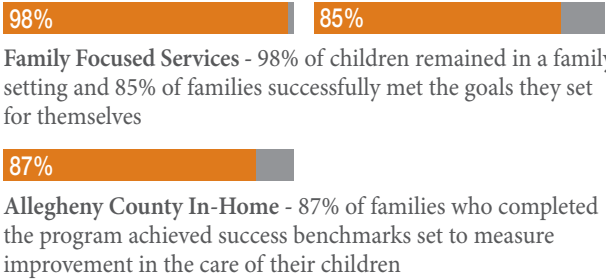 98% 85%
Family Focused Services - 98% of children remained in a family
setting and 85% of families successfully met the goals they set
for themselves
87%
Allegheny County In-Home - 87% of families who completed
the program achieved success benchmarks set to measure
improvement in the care of their children